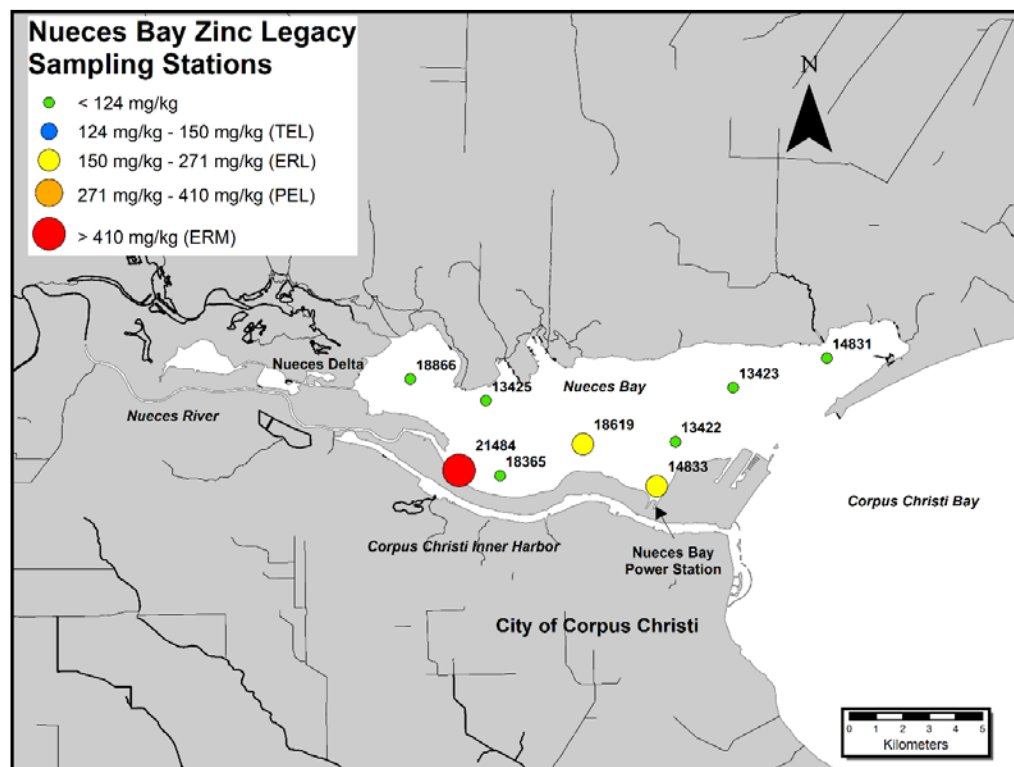 Nueces Bay Zinc Legacy
Sampling Stations
< 124 mg/kg
124 mg/kg - 150 mg/kg (TEL)
150 mg/kg - 271 mg/kg (ERL)
271 mg/kg - 410 mg/kg (PEL)
> 410 mg/kg (ERM)
N
14831
Nueces Delta
18866
13425
Nueces Bay
13423
Nueces River
21484
18619
13422
18365
14833
Corpus Christi Bay
Corpus Christi Inner Harbor
Nueces Bay
Power Station
City of Corpus Christi
0 1 2 3 4 5
Kilometers